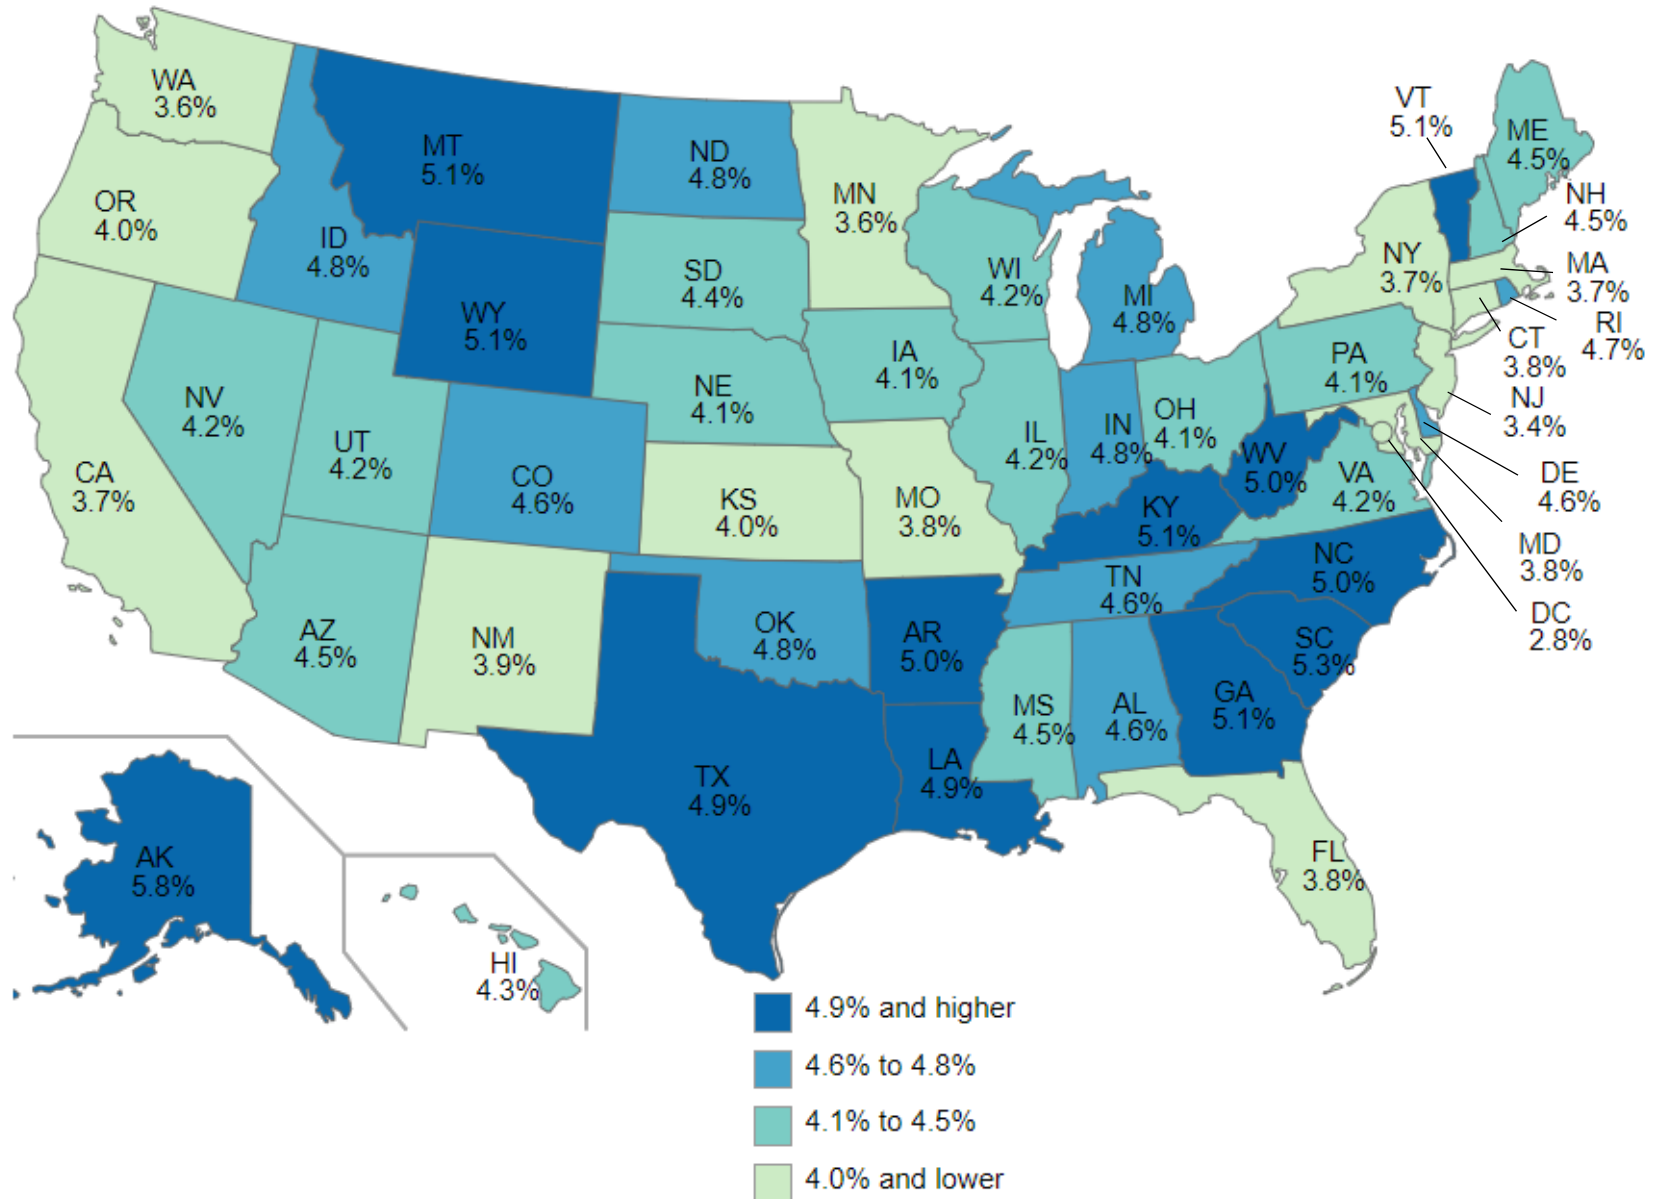 WA
3.6%
MT
5.1%
ND
4.8%
MN
3.6%
VT
5.1%
ME
4.5%
NH
4.5%
OR
4.0%
ID
4.8%
SD
4.4%
WI
4.2%
MI
4.8%
NY
3.7%
MA
3.7%
RI
4.7%
CT
3.8%
WY
5.1%
IA
4.1%
PA
4.1%
NJ
3.4%
NV
4.2%
UT
4.2%
NE
4.1%
IL
4.2%
IN
4.8%
OH
4.1%
WV
5.0%
VA
4.2%
DE
4.6%
CA
3.7%
CO
4.6%
KS
4.0%
MO
3.8%
KY
5.1%
MD
3.8%
NC
5.0%
TN
4.6%
DC
2.8%
AZ
4.5%
NM
3.9%
OK
4.8%
AR
5.0%
SC
5.3%
MS
4.5%
AL
4.6%
GA
5.1%
TX
4.9%
LA
4.9%
FL
3.8%
AK
5.8%
HI
4.3%
4.9% and higher
4.6% to 4.8%
4.1% to 4.5%
4.0% and lower